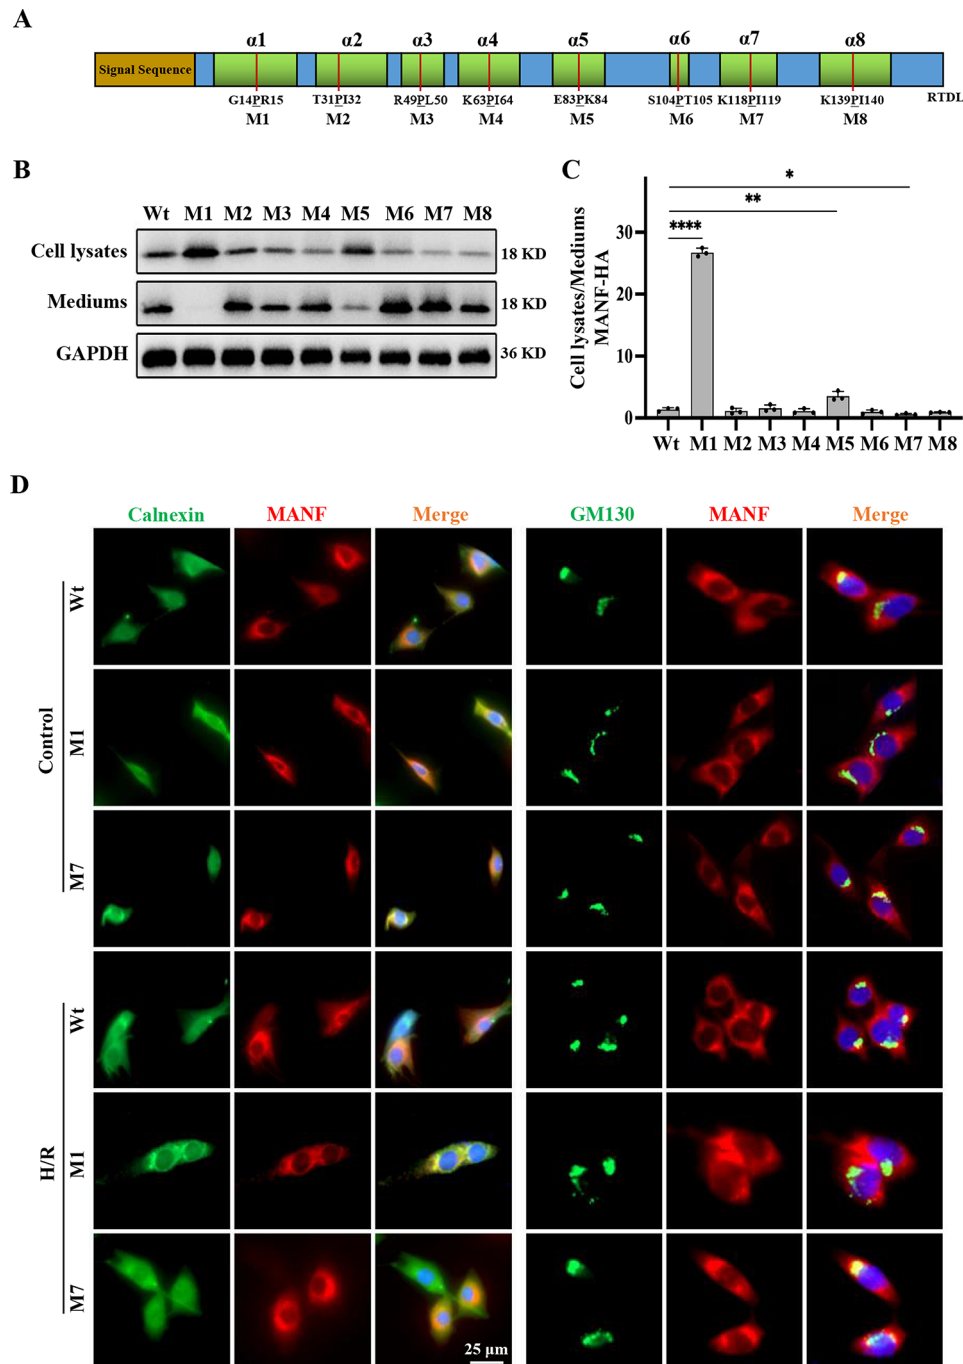 A
α1 α2 α3 α4 α5 α6 α7 α8
Signal Sequence
G14PR15 T31PI32 R49PL50 K63PI64 E83PK84 S104PT105 K118PI119 K139PI140 RTDL
M1 M2 M3 M4 M5 M6 M7 M8
B
Wt M1 M2 M3 M4 M5 M6 M7 M8
Cell lysates 18 KD
Mediums 18 KD
GAPDH 36 KD
C
Cell lysates/Mediums
MANF-HA
*
**
****
30
20
10
0
Wt M1 M2 M3 M4 M5 M6 M7 M8
D
Calnexin MANF Merge GM130 MANF Merge
Control
Wt
M1
M7
H/R
Wt
M1
M7
25 μm